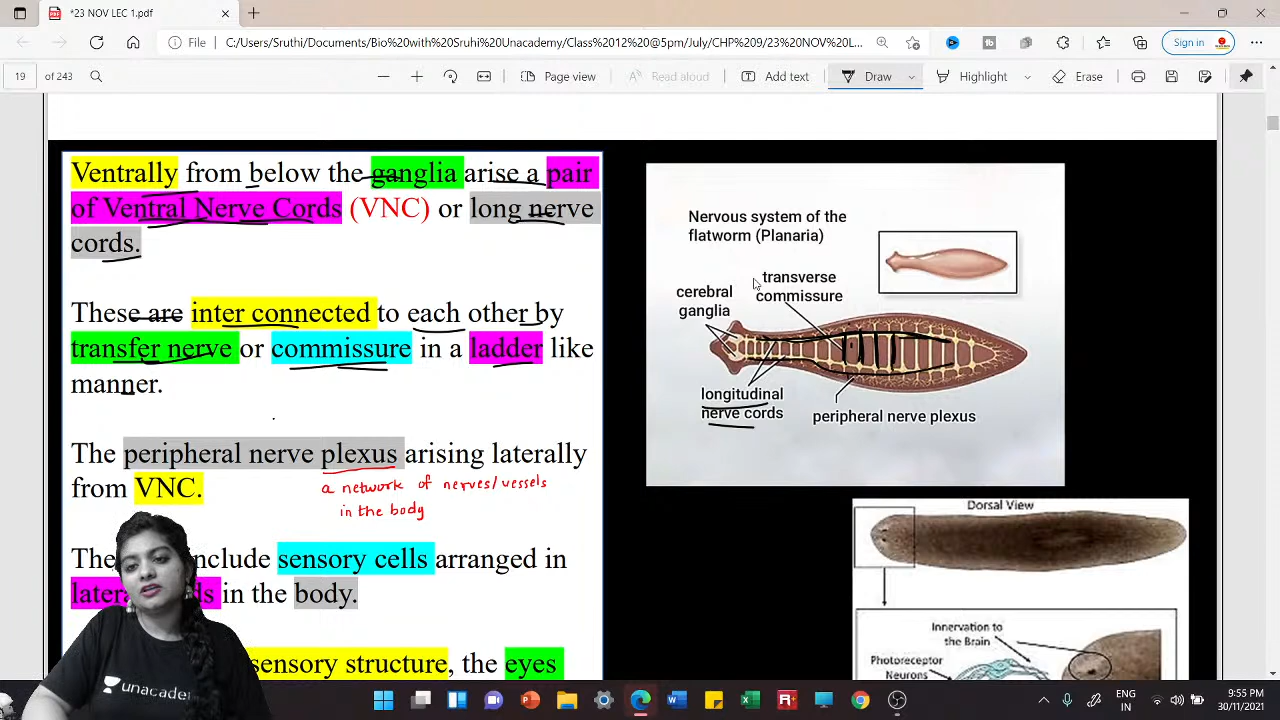 *23 NOV LEC 1.pdf
File
C:/Users/Sruthi/Documents/Bio%20with%20Sruhi%20Unacademy/Class%2012%20@5pm/July/CHP%209/23%20NOV%20L...
Sign in
19 of 243
Page view
Read aloud
Add text
Draw
Highlight
Erase
Ventrally from below the ganglia arise a pair
of Ventral Nerve Cords (VNC) or long nerve
cords.
These are inter connected to each other by
transfer nerve or commissure in a ladder like
manner.
The peripheral nerve plexus arising laterally
from VNC.
a network of nerves/vessels
in the body
include sensory cells arranged in
in the body.
sensory structure, the eyes
Nervous system of the
flatworm (Planaria)
transverse
commissure
cerebral
ganglia
longitudinal
nerve cords
peripheral nerve plexus
Dorsal View
Innervation to
the Brain
Photoreceptor
Neurons
unacade
ENG
IN
9:55 PM
30/11/2021